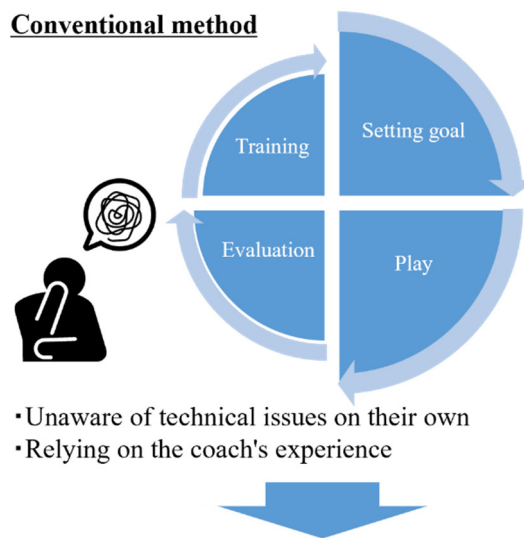 Conventional method
Training
Setting goal
Evaluation
Play
・Unaware of technical issues on their own
・Relying on the coach's experience